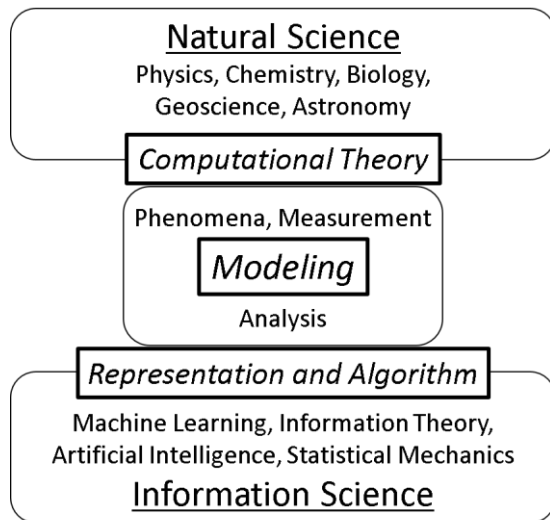 Natural Science
Physics, Chemistry, Biology,
Geoscience, Astronomy
Computational Theory
Phenomena, Measurement
Modeling
Analysis
Representation and Algorithm
Machine Learning, Information Theory,
Artificial Intelligence, Statistical Mechanics
Information Science